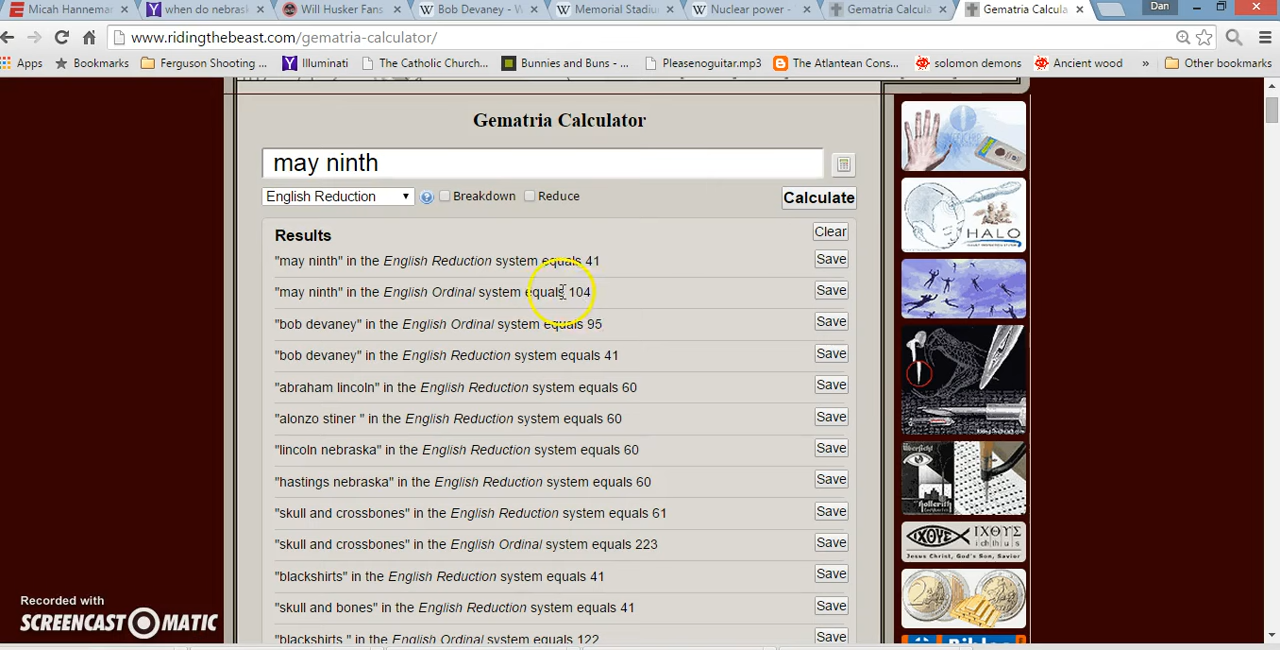 Micah Hanneman
when do nebrask
Will Husker Fans
Bob Devaney - W
Memorial Stadiu
Nuclear power -
Gematria Calcula
Gematria Calcula
Dan
www.ridingthebeast.com/gematria-calculator/
Apps
Bookmarks
Ferguson Shooting ...
Illuminati
The Catholic Church...
Bunnies and Buns - ...
Pleasenoguitar.mp3
The Atlantean Cons...
solomon demons
Ancient wood
»
Other bookmarks
Gematria Calculator
may ninth
English Reduction
Breakdown
Reduce
Calculate
Results
Clear
ninth" in the English Reduction system equals 41
Save
"may ninth" in the English Ordinal system equals 104
Save
"bob devaney" in the English Ordinal system equals 95
Save
"bob devaney" in the English Reduction system equals 41
Save
"abraham lincoln" in the English Reduction system equals 60
Save
in the English Reduction system equals 60
Save
"lincoln nebraska" in the English Reduction system equals 60
Save
"hastings nebraska" in the English Reduction system equals 60
Save
"skull and crossbones" in the English Reduction system equals 61
Save
and crossbones" in the English Ordinal system equals 223
Save
"blackshirts" in the English Reduction system equals 41
Save
"skull and bones" in the English Reduction system equals 41
Save
"blackshirts " in the English Ordinal system equals 122
Save
HALO
ΙΧΘΥΣ
Jesus Christ, God's Son, Savior
Recorded with
SCREENCAST MATIC